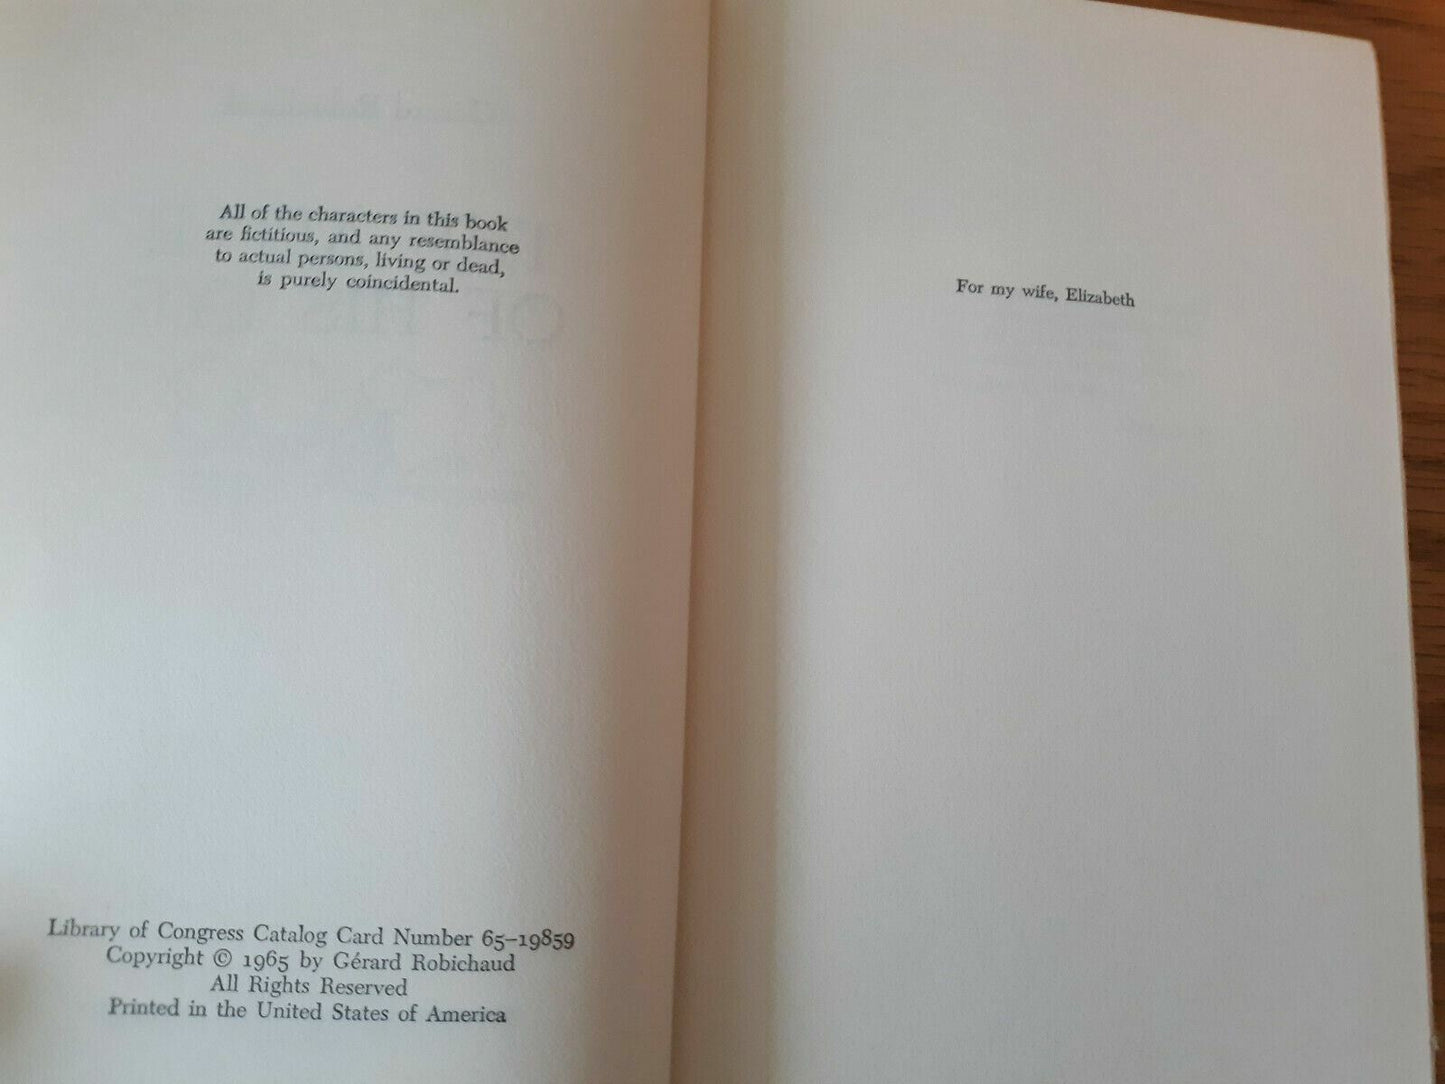 All of the characters in this book
are fictitious, and any resemblance
to actual persons, living or dead,
is purely coincidental.
Library of Congress Catalog Card Number 65–19859
Copyright © 1965 by Gérard Robichaud
All Rights Reserved
Printed in the United States of America
For my wife, Elizabeth